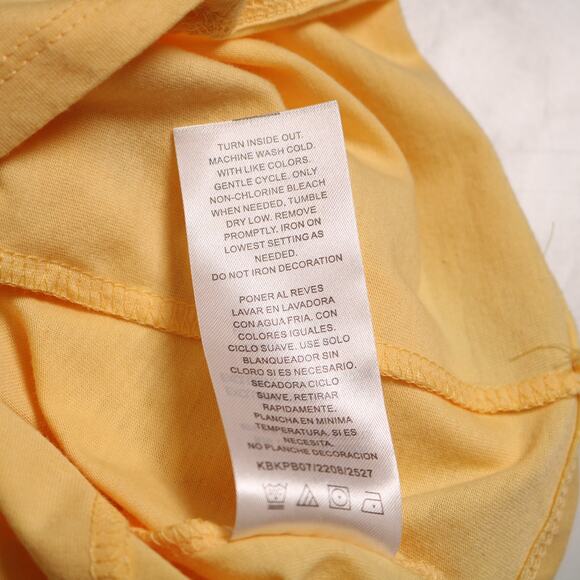 TURN INSIDE OUT.
MACHINE WASH COLD.
WITH LIKE COLORS.
GENTLE CYCLE. ONLY
NON-CHLORINE BLEACH
WHEN NEEDED, TUMBLE
DRY LOW. REMOVE
PROMPTLY. IRON ON
LOWEST SETTING AS
NEEDED.
DO NOT IRON DECORATION
PONER AL REVES
LAVAR EN LAVADORA
CON AGUA FRIA. CON
COLORES IGUALES.
CICLO SUAVE. USE SOLO
BLANQUEADOR SIN
CLORO SI ES NECESARIO.
SECADORA CICLO
SUAVE, RETIRAR
RAPIDAMENTE.
PLANCHA EN MINIMA
TEMPERATURA. SI ES
NECESITA.
NO PLANCHE DECORACION
KBKPB07/2208/2527